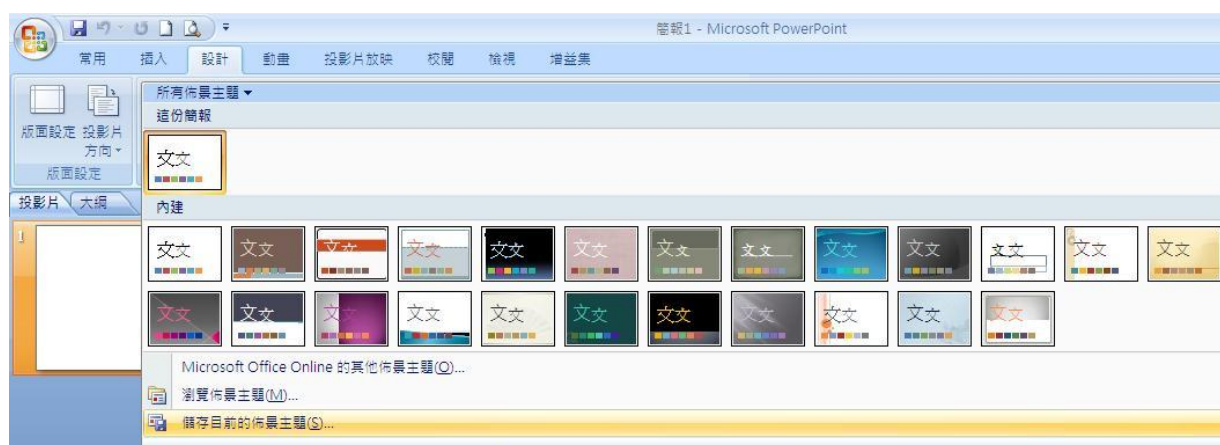 簡報1 - Microsoft PowerPoint
常用 插入 設計 動畫 投影片放映 校閱 檢視 增益集
所有佈景主題
這份簡報
版面設定 投影片方向
版面設定
文文
投影片 大綱
內建
1
文文 文文 文文 文文 文文 文文 文文 文文 文文 文文 文文 文文 文文
文文 文文 文文 文文 文文 文文 文文 文文 文文 文文 文文
Microsoft Office Online 的其他佈景主題(O)...
瀏覽佈景主題(M)...
儲存目前的佈景主題(S)...